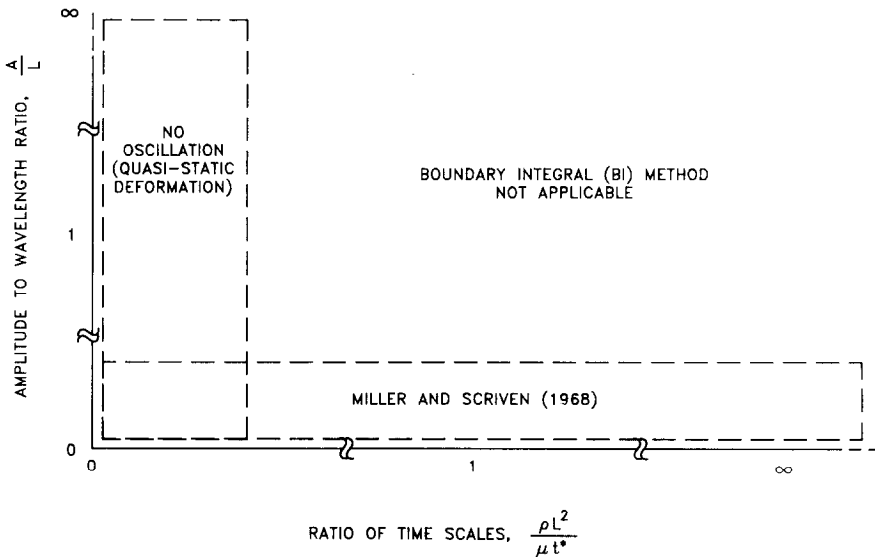 ∞
AMPLITUDE TO WAVELENGTH RATIO, A/L
NO
OSCILLATION
(QUASI-STATIC
DEFORMATION)
BOUNDARY INTEGRAL (BI) METHOD
NOT APPLICABLE
1
MILLER AND SCRIVEN (1968)
0
0 1 ∞
RATIO OF TIME SCALES, ρL²/μt*